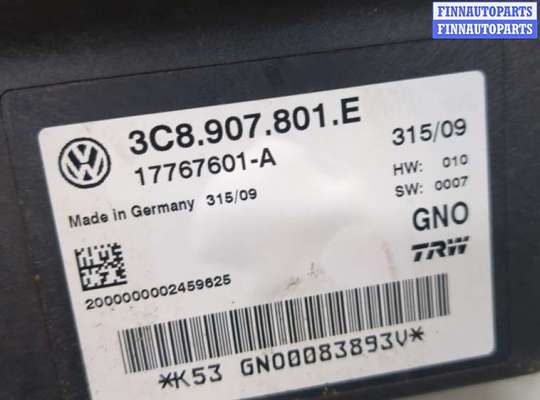 FINNAUTOPARTS
FINNAUTOPARTS
3C8.907.801.E
17767601-A
315/09
HW: 010
SW: 0007
Made in Germany 315/09
GNO
TRW
2000000002459625
*K53 GNO0083893V*